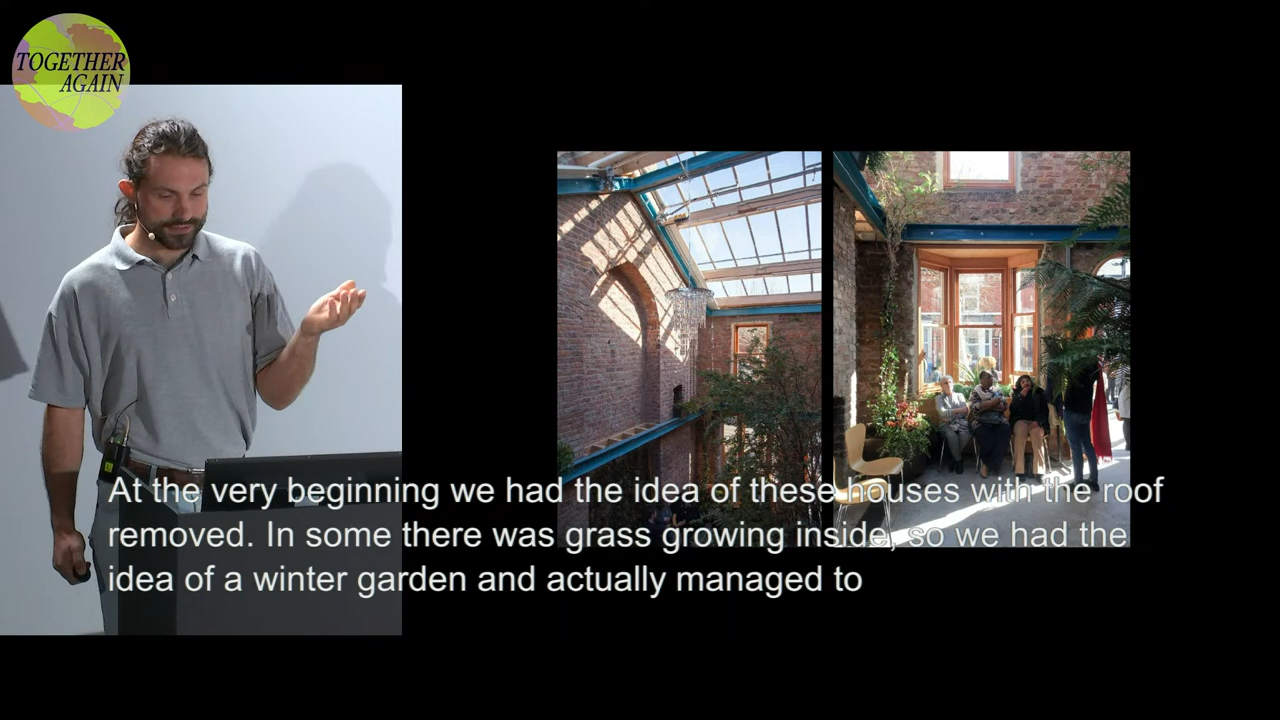 TOGETHER
AGAIN
At the very beginning we had the idea of these houses with the roof
removed. In some there was grass growing inside, so we had the
idea of a winter garden and actually managed to